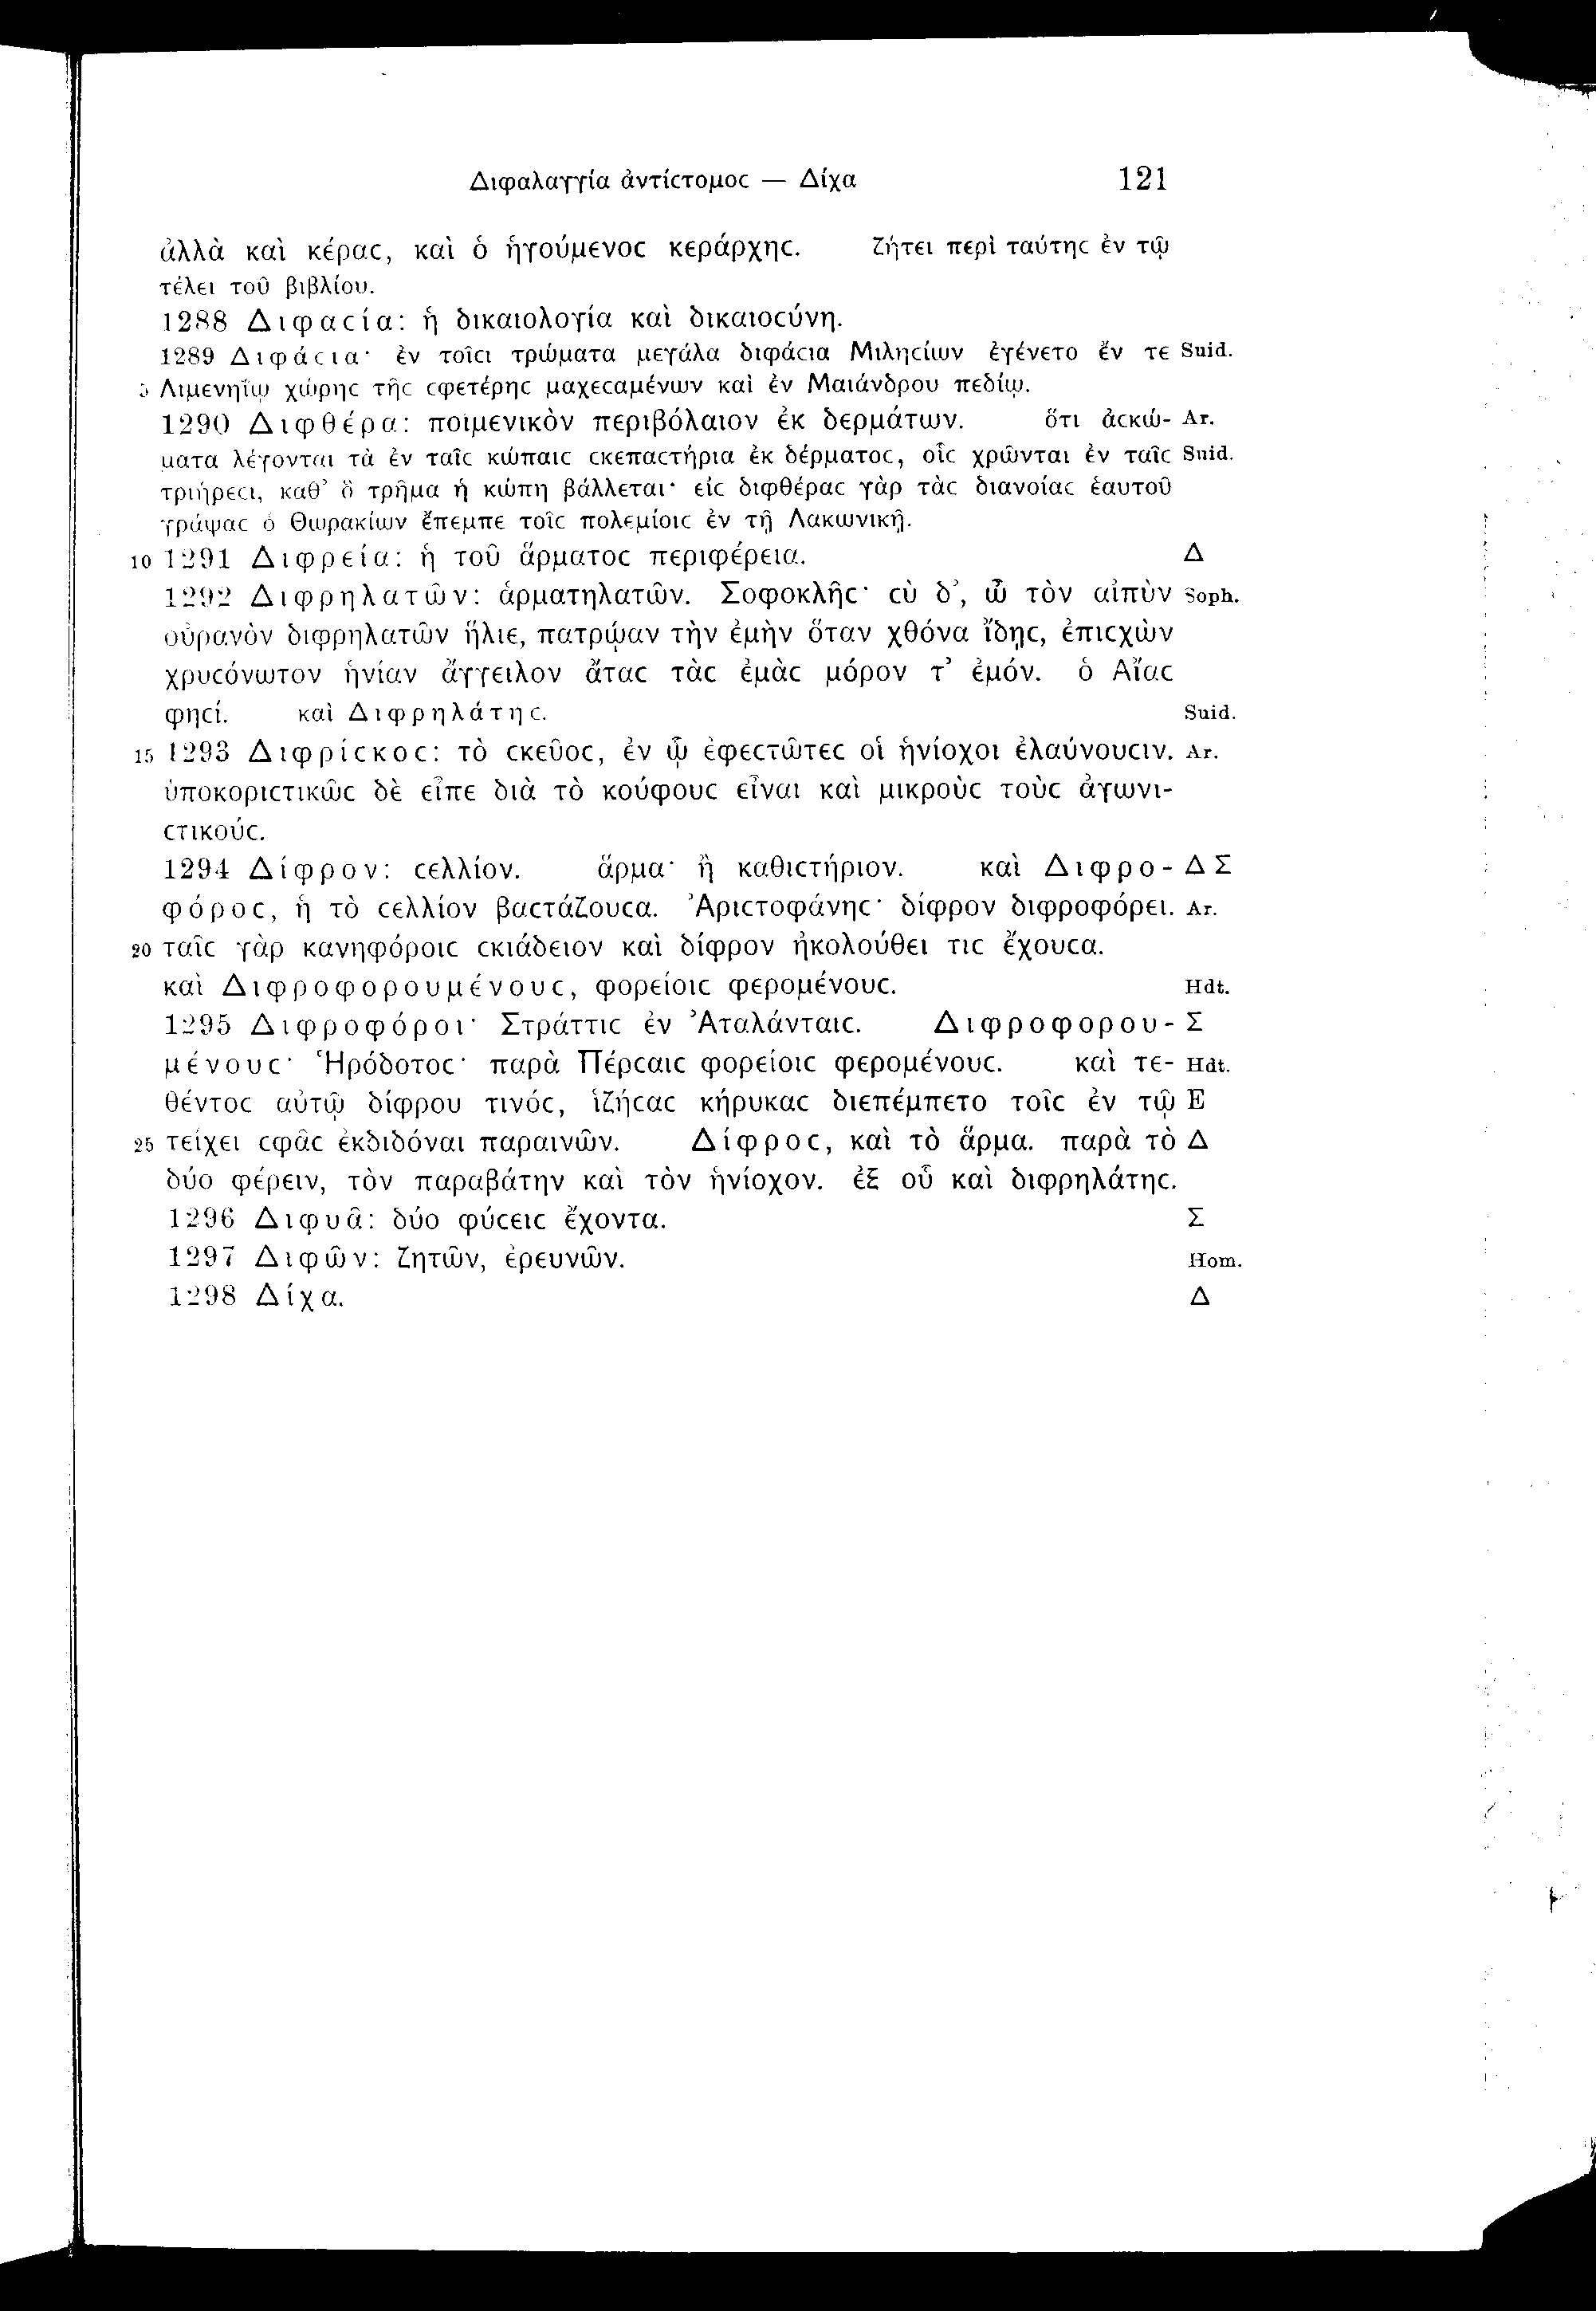 Διφαλαγγία ἀντίϲτομοϲ — Δίχα 121
ἀλλὰ καὶ κέραϲ, καὶ ὁ ἡγούμενοϲ κεράρχηϲ. Ζήτει περὶ ταύτηϲ ἐν τῷ
τέλει τοῦ βιβλίου.
1288 Διφαϲία: ἡ δικαιολογία καὶ δικαιοϲύνη.
1289 Διφάϲια· ἐν τοῖϲι τρώματα μεγάλα διφάϲια Μιληϲίων ἐγένετο ἔν τε Suid.
5 Λιμενηΐῳ χώρηϲ τῆϲ ϲφετέρηϲ μαχεϲαμένων καὶ ἐν Μαιάνδρου πεδίῳ.
1290 Διφθέρα: ποιμενικὸν περιβόλαιον ἐκ δερμάτων. ὅτι ἀϲκώ- Ar.
ματα λέγονται τὰ ἐν ταῖϲ κώπαιϲ ϲκεπαϲτήρια ἐκ δέρματοϲ, οἷϲ χρῶνται ἐν ταῖϲ Suid.
τριήρεϲι, καθ’ ὃ τρῆμα ἡ κώπη βάλλεται· εἰϲ διφθέραϲ γὰρ τὰϲ διανοίαϲ ἑαυτοῦ
γράψαϲ ὁ Θωρακίων ἔπεμπε τοῖϲ πολεμίοιϲ ἐν τῇ Λακωνικῇ.
10 1291 Διφρεία: ἡ τοῦ ἅρματοϲ περιφέρεια. Δ
1292 Διφρηλατῶν: ἁρματηλατῶν. Σοφοκλῆϲ· ϲὺ δ’, ὦ τὸν αἰπὺν Soph.
οὐρανὸν διφρηλατῶν ἥλιε, πατρῴαν τὴν ἐμὴν ὅταν χθόνα ἴδῃϲ, ἐπιϲχὼν
χρυϲόνωτον ἡνίαν ἄγγειλον ἄταϲ τὰϲ ἐμὰϲ μόρον τ’ ἐμόν. ὁ Αἴαϲ
φηϲί. καὶ Διφρηλάτηϲ. Suid.
15 1293 Διφρίϲκοϲ: τὸ ϲκεῦοϲ, ἐν ᾧ ἐφεϲτῶτεϲ οἱ ἡνίοχοι ἐλαύνουϲιν. Ar.
ὑποκοριϲτικῶϲ δὲ εἶπε διὰ τὸ κούφουϲ εἶναι καὶ μικροὺϲ τοὺϲ ἀγωνι-
ϲτικούϲ.
1294 Δίφρον: ϲελλίον. ἅρμα· ἢ καθιϲτήριον. καὶ Διφρο- Δ Σ
φόροϲ, ἡ τὸ ϲελλίον βαϲτάζουϲα. Ἀριϲτοφάνηϲ· δίφρον διφροφόρει. Ar.
20 ταῖϲ γὰρ κανηφόροιϲ ϲκιάδειον καὶ δίφρον ἠκολούθει τιϲ ἔχουϲα.
καὶ Διφροφορουμένουϲ, φορείοιϲ φερομένουϲ. Hdt.
1295 Διφροφόροι· Στράττιϲ ἐν Ἀταλάνταιϲ. Διφροφορου- Σ
μένουϲ· Ἡρόδοτοϲ· παρὰ Πέρϲαιϲ φορείοιϲ φερομένουϲ. καὶ τε- Hdt.
θέντοϲ αὐτῷ δίφρου τινόϲ, ἱζήϲαϲ κήρυκαϲ διεπέμπετο τοῖϲ ἐν τῷ E
25 τείχει ϲφᾶϲ ἐκδιδόναι παραινῶν. Δίφροϲ, καὶ τὸ ἅρμα. παρὰ τὸ Δ
δύο φέρειν, τὸν παραβάτην καὶ τὸν ἡνίοχον. ἐξ οὗ καὶ διφρηλάτηϲ.
1296 Διφυᾶ: δύο φύϲειϲ ἔχοντα. Σ
1297 Διφῶν: ζητῶν, ἐρευνῶν. Hom.
1298 Δίχα. Δ